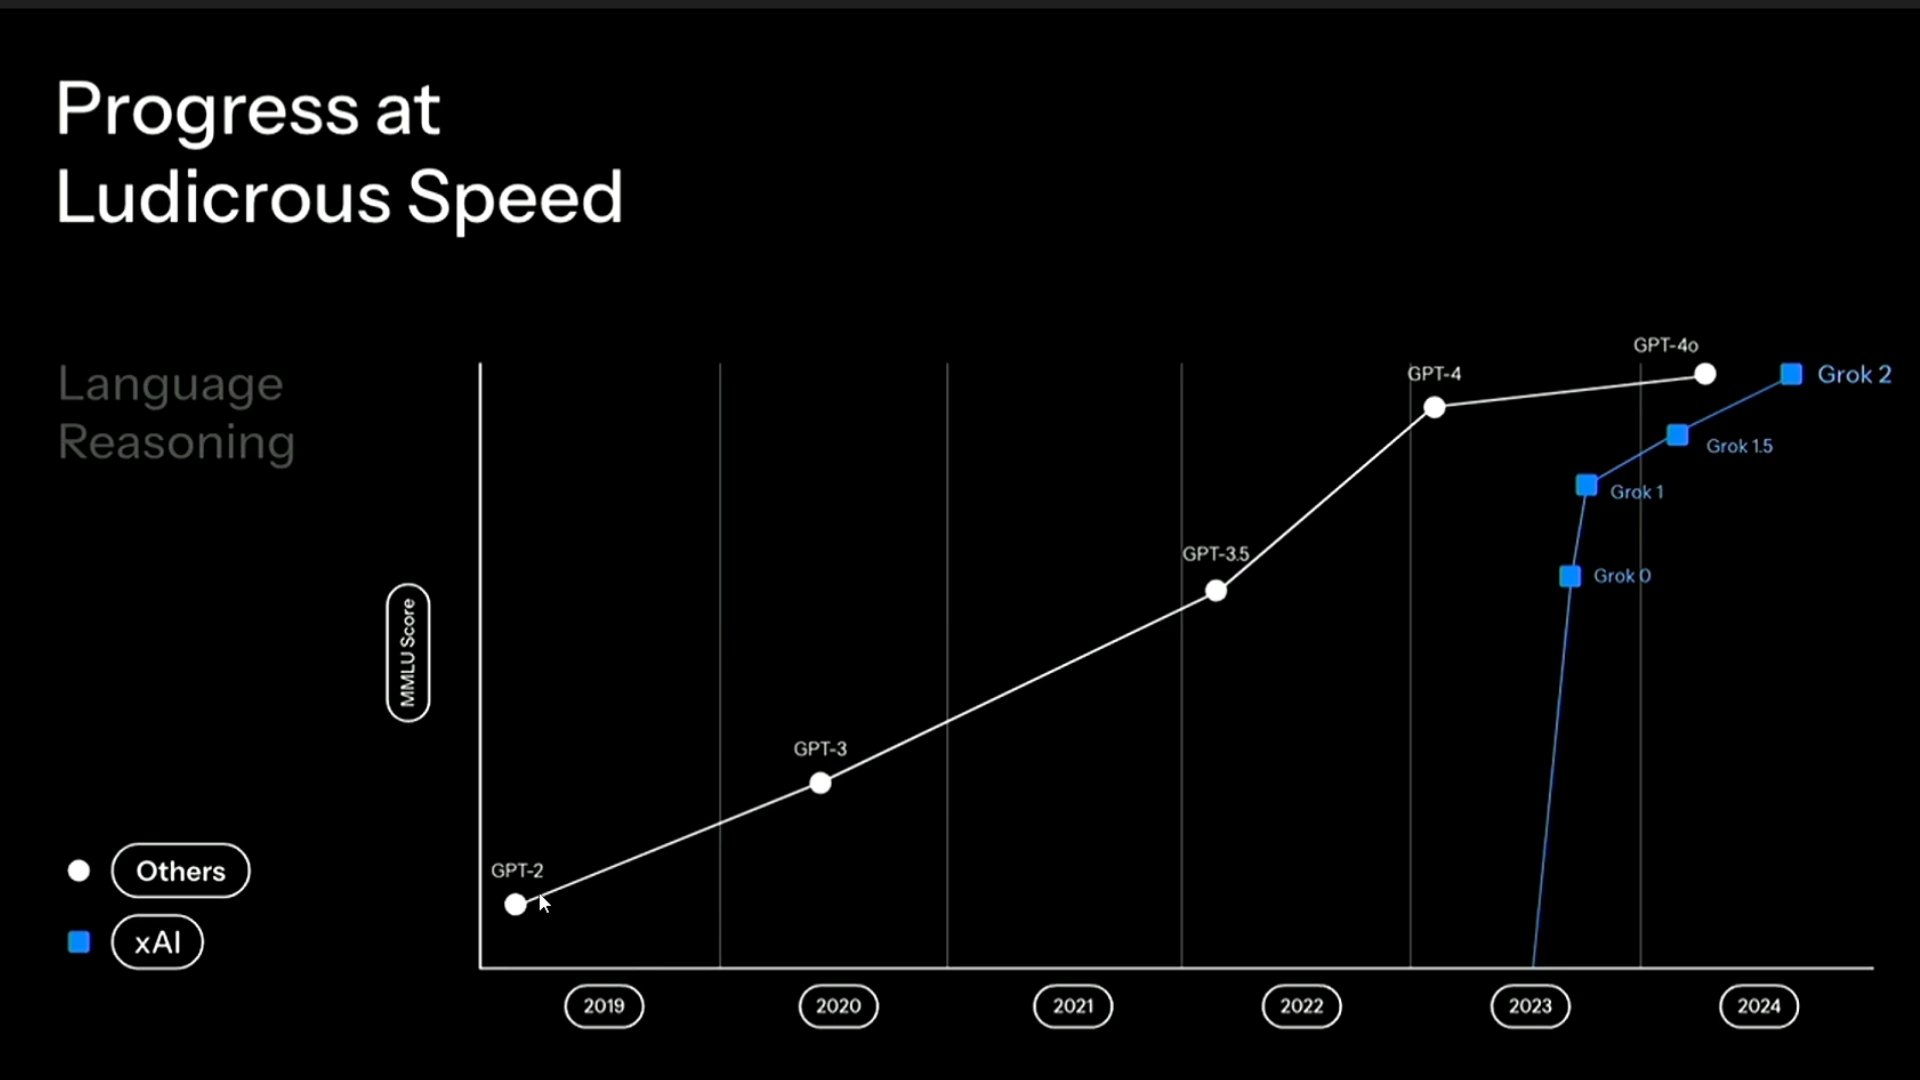 Progress at
Ludicrous Speed
Language
Reasoning
MMLU Score
GPT-2
GPT-3
GPT-3.5
GPT-4
GPT-4o
Grok 2
Grok 1.5
Grok 1
Grok 0
Others
xAI
2019
2020
2021
2022
2023
2024